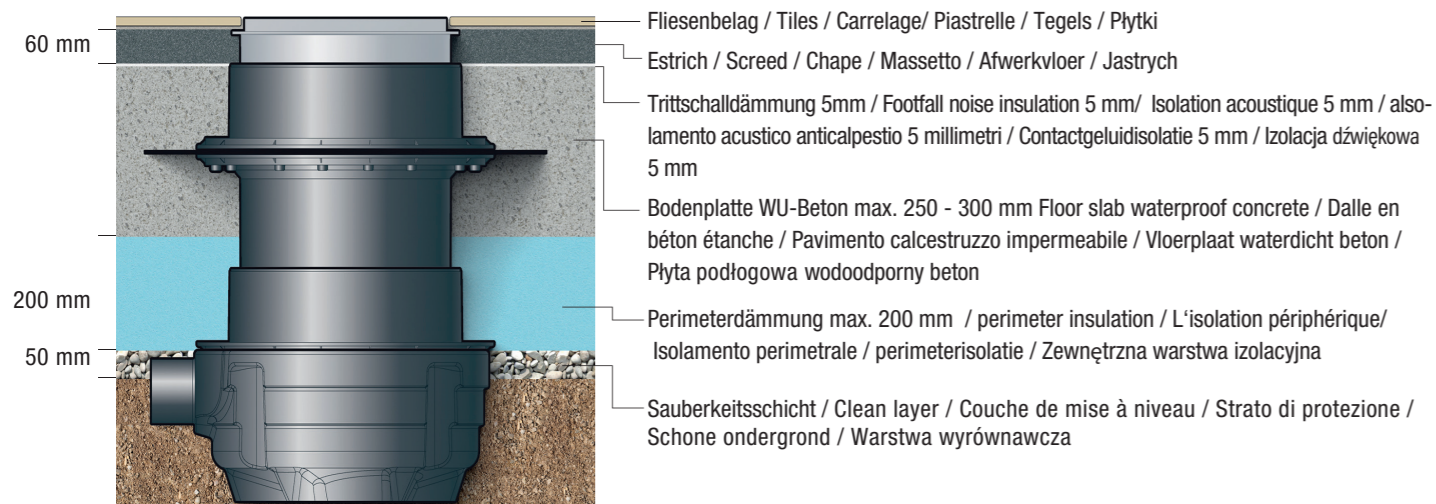 Fliesenbelag / Tiles / Carrelage/ Piastrelle / Tegels / Płytki
60 mm
Estrich / Screed / Chape / Massetto / Afwerkvloer / Jastrych
Trittschalldämmung 5mm / Footfall noise insulation 5 mm/ Isolation acoustique 5 mm / also-
lamento acustico anticalpestio 5 millimetri / Contactgeluidisolatie 5 mm / Izolacja dźwiękowa
5 mm
Bodenplatte WU-Beton max. 250 - 300 mm Floor slab waterproof concrete / Dalle en
béton étanche / Pavimento calcestruzzo impermeabile / Vloerplaat waterdicht beton /
Płyta podłogowa wodoodporny beton
200 mm
Perimeterdämmung max. 200 mm / perimeter insulation / L‘isolation périphérique/
Isolamento perimetrale / perimeterisolatie / Zewnętrzna warstwa izolacyjna
50 mm
Sauberkeitsschicht / Clean layer / Couche de mise à niveau / Strato di protezione /
Schone ondergrond / Warstwa wyrównawcza